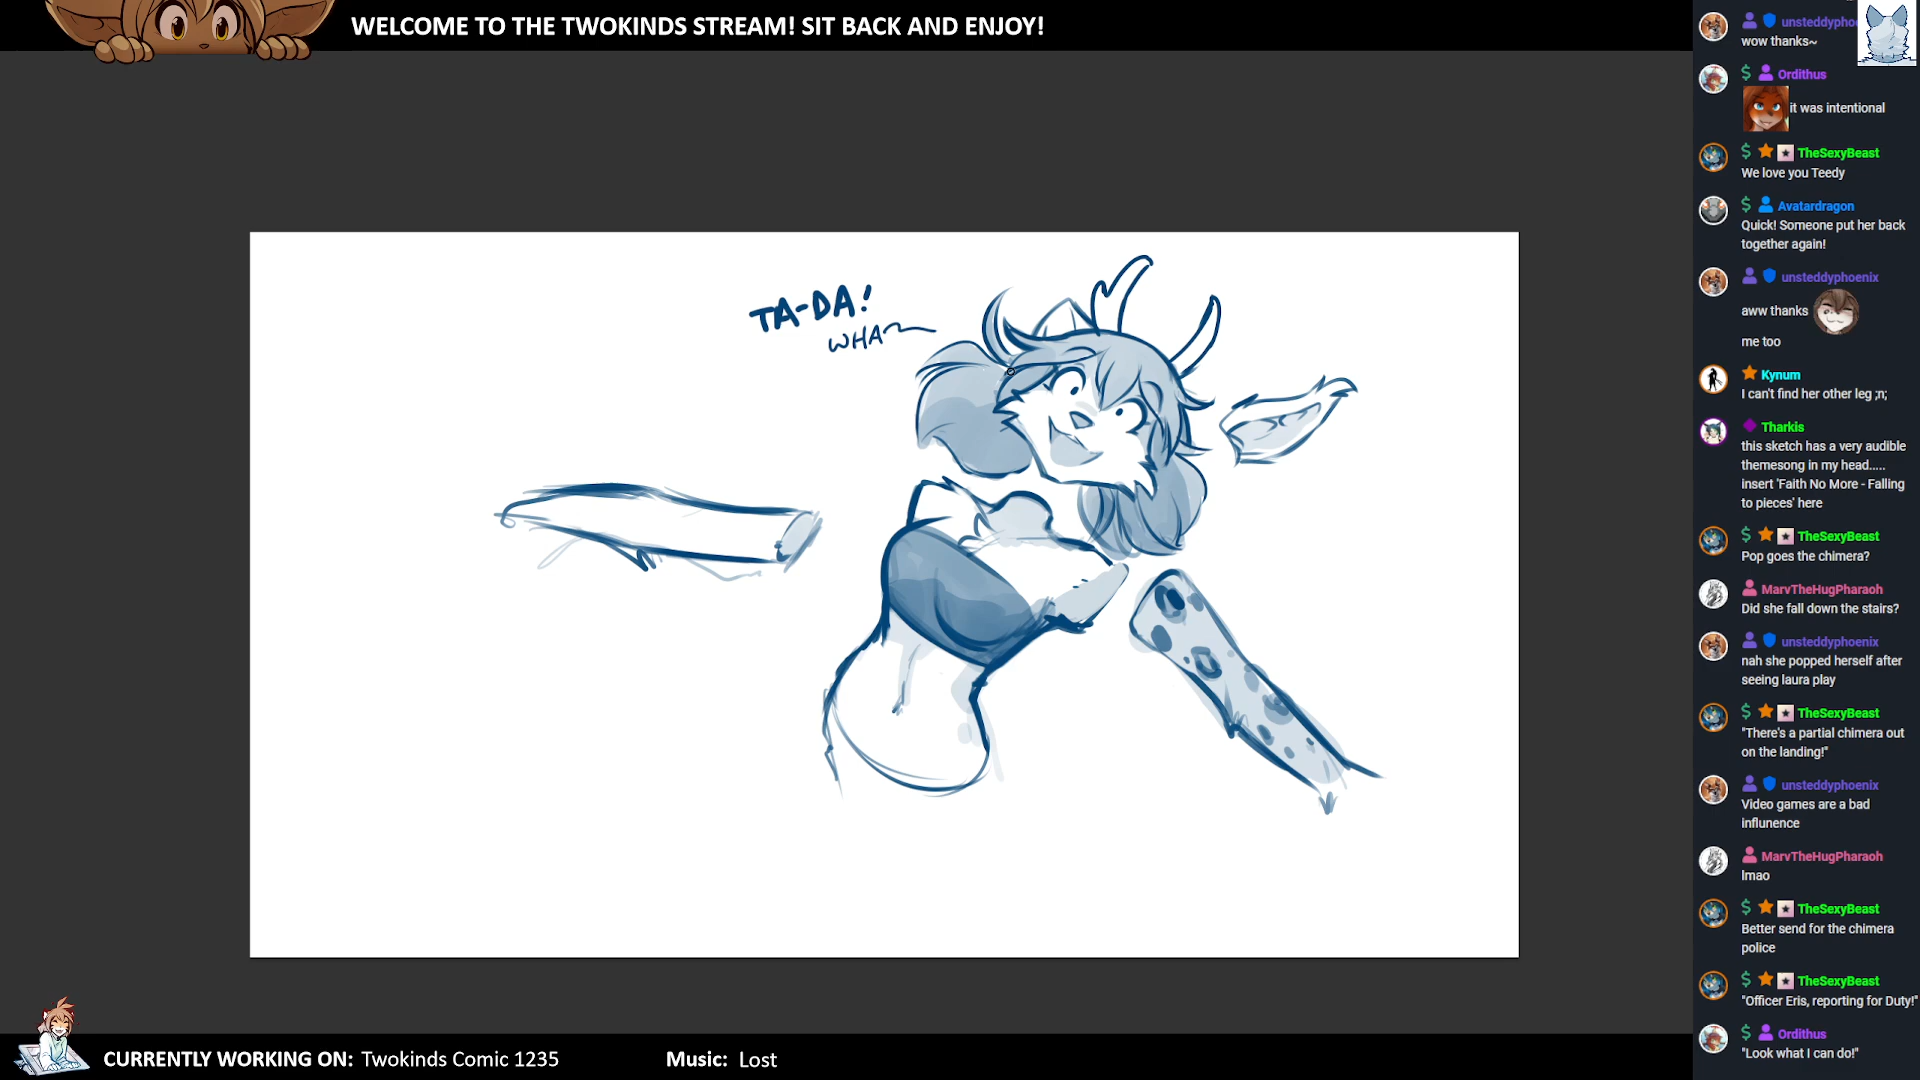 WELCOME TO THE TWOKINDS STREAM! SIT BACK AND ENJOY!
TA-DA!
WHA
CURRENTLY WORKING ON: Twokinds Comic 1235
Music: Lost
wow thanks~
Ordithus
it was intentional
TheSexyBeast
We love you Teedy
Avatardragon
Quick! Someone put her back
together again!
unsteddyphoenix
aww thanks
me too
Kynum
I can't find her other leg ;n;
Tharkis
this sketch has a very audible
themesong in my head.....
insert 'Faith No More - Falling
to pieces' here
TheSexyBeast
Pop goes the chimera?
MarvTheHugPharaoh
Did she fall down the stairs?
unsteddyphoenix
nah she popped herself after
seeing laura play
TheSexyBeast
"There's a partial chimera out
on the landing!"
unsteddyphoenix
Video games are a bad
influnence
MarvTheHugPharaoh
lmao
TheSexyBeast
Better send for the chimera
police
TheSexyBeast
"Officer Eris, reporting for Duty!"
Ordithus
"Look what I can do!"